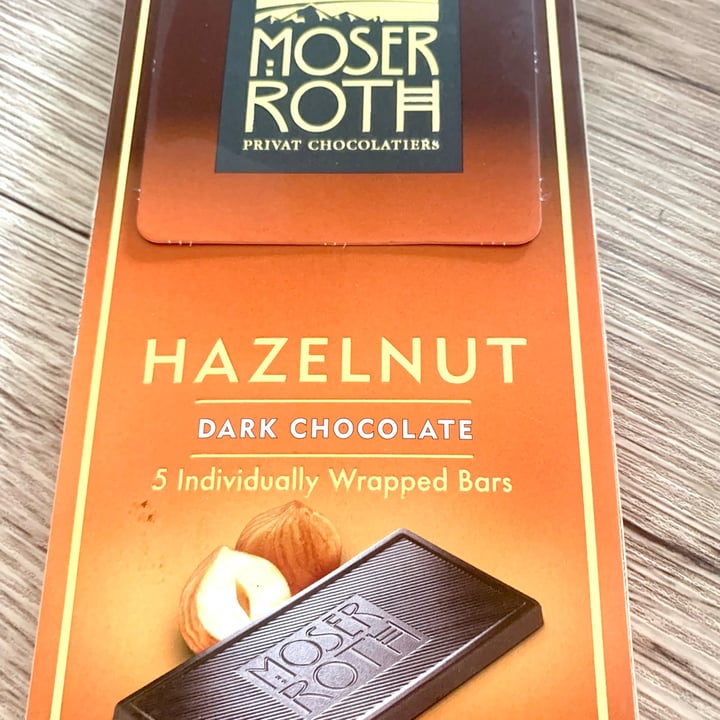 MOSER
ROTH
PRIVAT CHOCOLATIERS
HAZELNUT
DARK CHOCOLATE
5 Individually Wrapped Bars
MOSER
ROTH